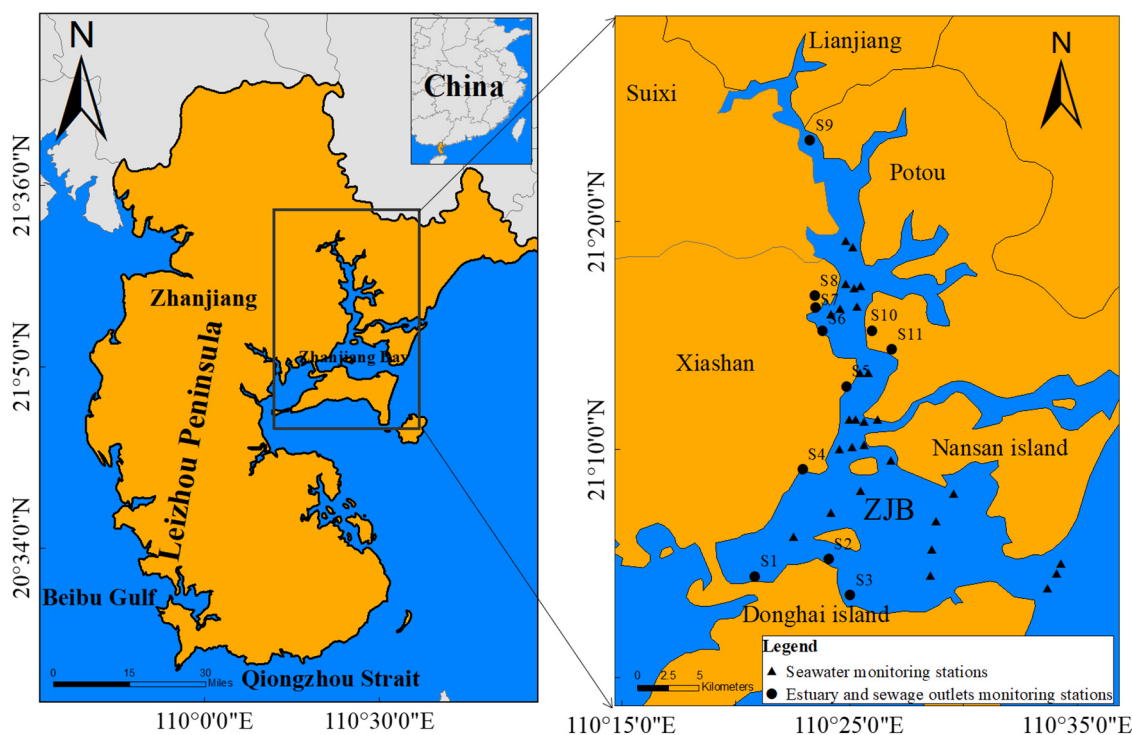 N
China
21°36'0"N
Zhanjiang
Zhanjiang Bay
21°5'0"N
Leizhou Peninsula
20°34'0"N
Beibu Gulf
0 15 30
Miles
Qiongzhou Strait
110°0'0"E
110°30'0"E
Lianjiang
N
Suixi
S9
Potou
21°20'0"N
S8
S7
S6
S10
S11
Xiashan
S5
S4
Nansan island
21°10'0"N
ZJB
S2
S1
S3
Donghai island
Legend
Seawater monitoring stations
Estuary and sewage outlets monitoring stations
0 2.5 5
Kilometers
110°15'0"E
110°25'0"E
110°35'0"E